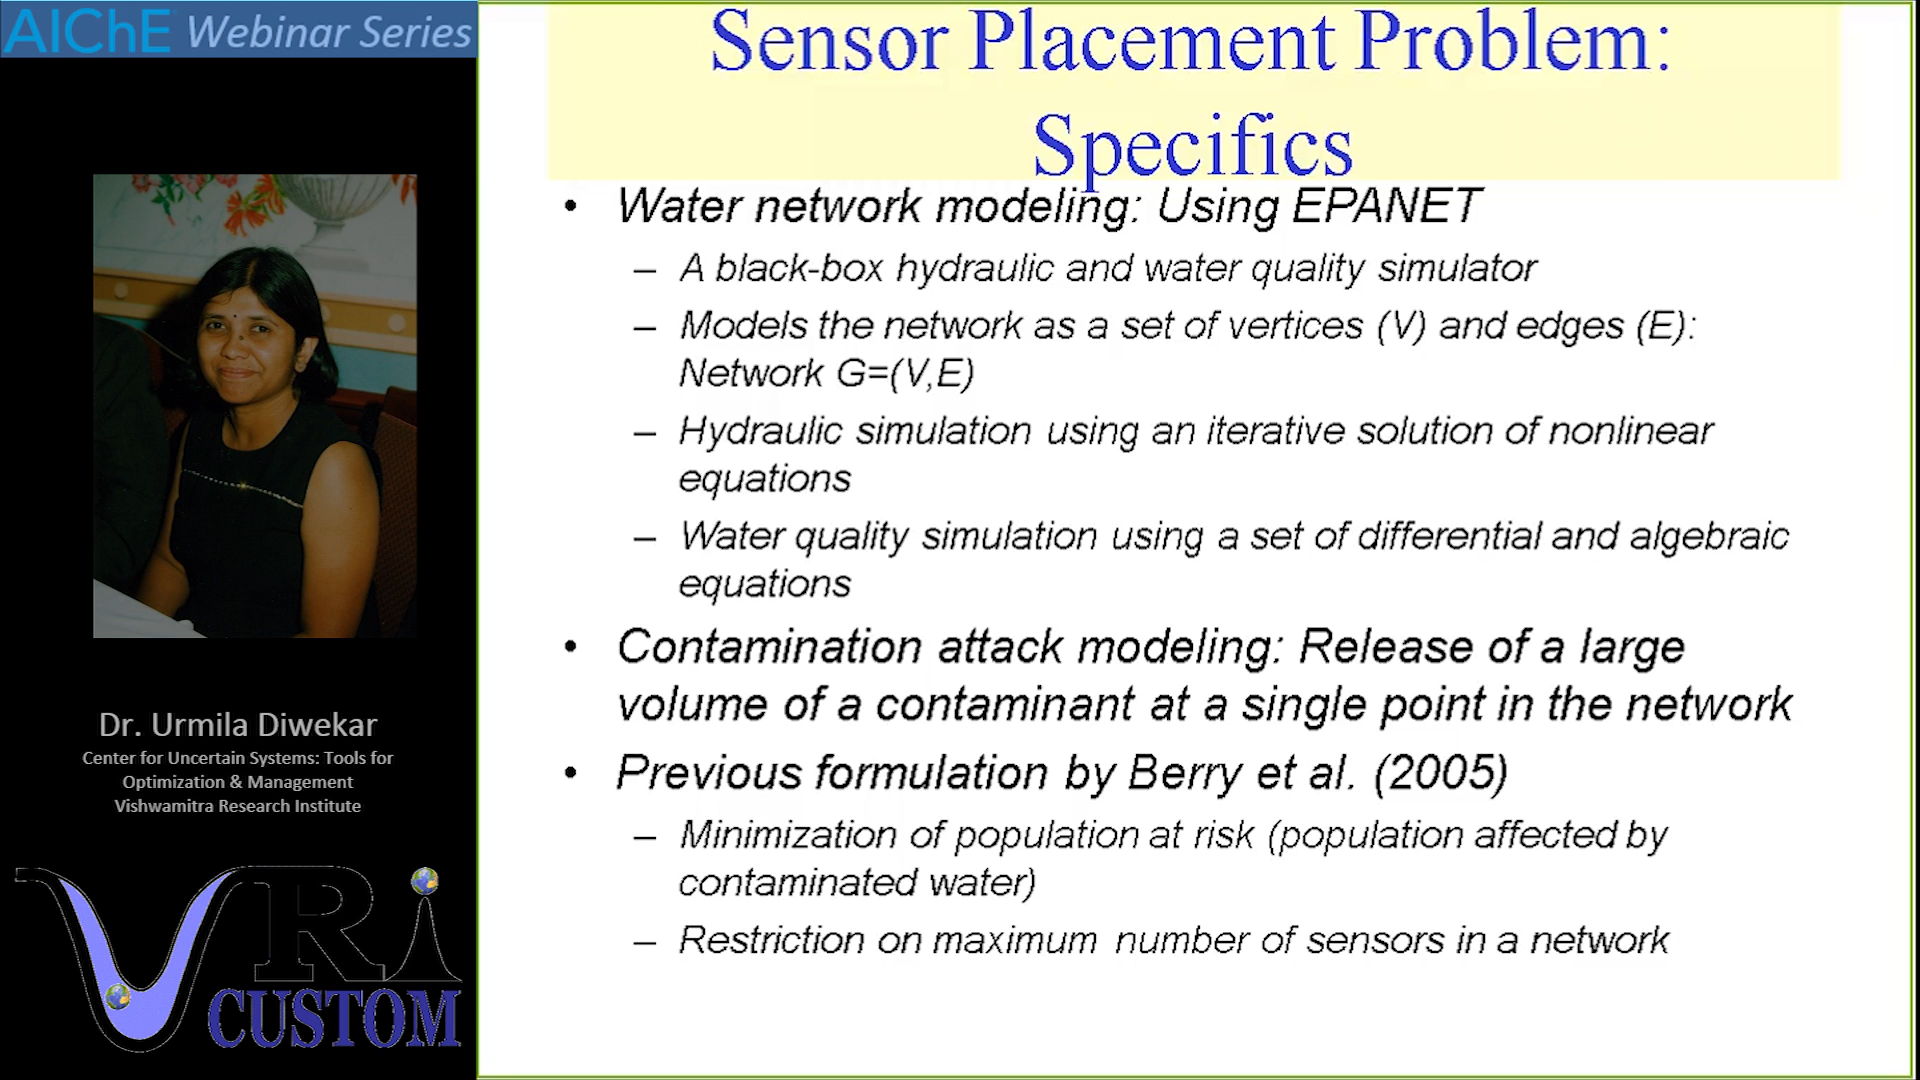 AIChE Webinar Series
Sensor Placement Problem:
Specifics
• Water network modeling: Using EPANET
– A black-box hydraulic and water quality simulator
– Models the network as a set of vertices (V) and edges (E):
Network G=(V,E)
– Hydraulic simulation using an iterative solution of nonlinear
equations
– Water quality simulation using a set of differential and algebraic
equations
• Contamination attack modeling: Release of a large
volume of a contaminant at a single point in the network
• Previous formulation by Berry et al. (2005)
– Minimization of population at risk (population affected by
contaminated water)
– Restriction on maximum number of sensors in a network
Dr. Urmila Diwekar
Center for Uncertain Systems: Tools for
Optimization & Management
Vishwamitra Research Institute
VRi
CUSTOM